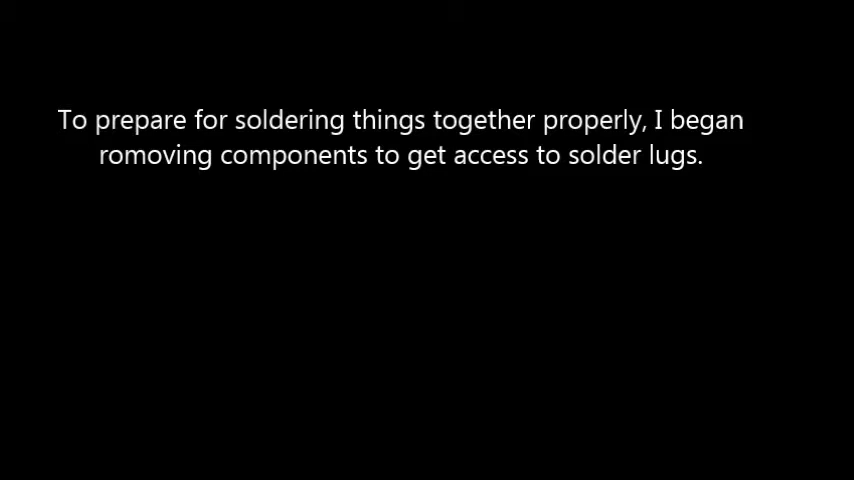 To prepare for soldering things together properly, I began
romoving components to get access to solder lugs.